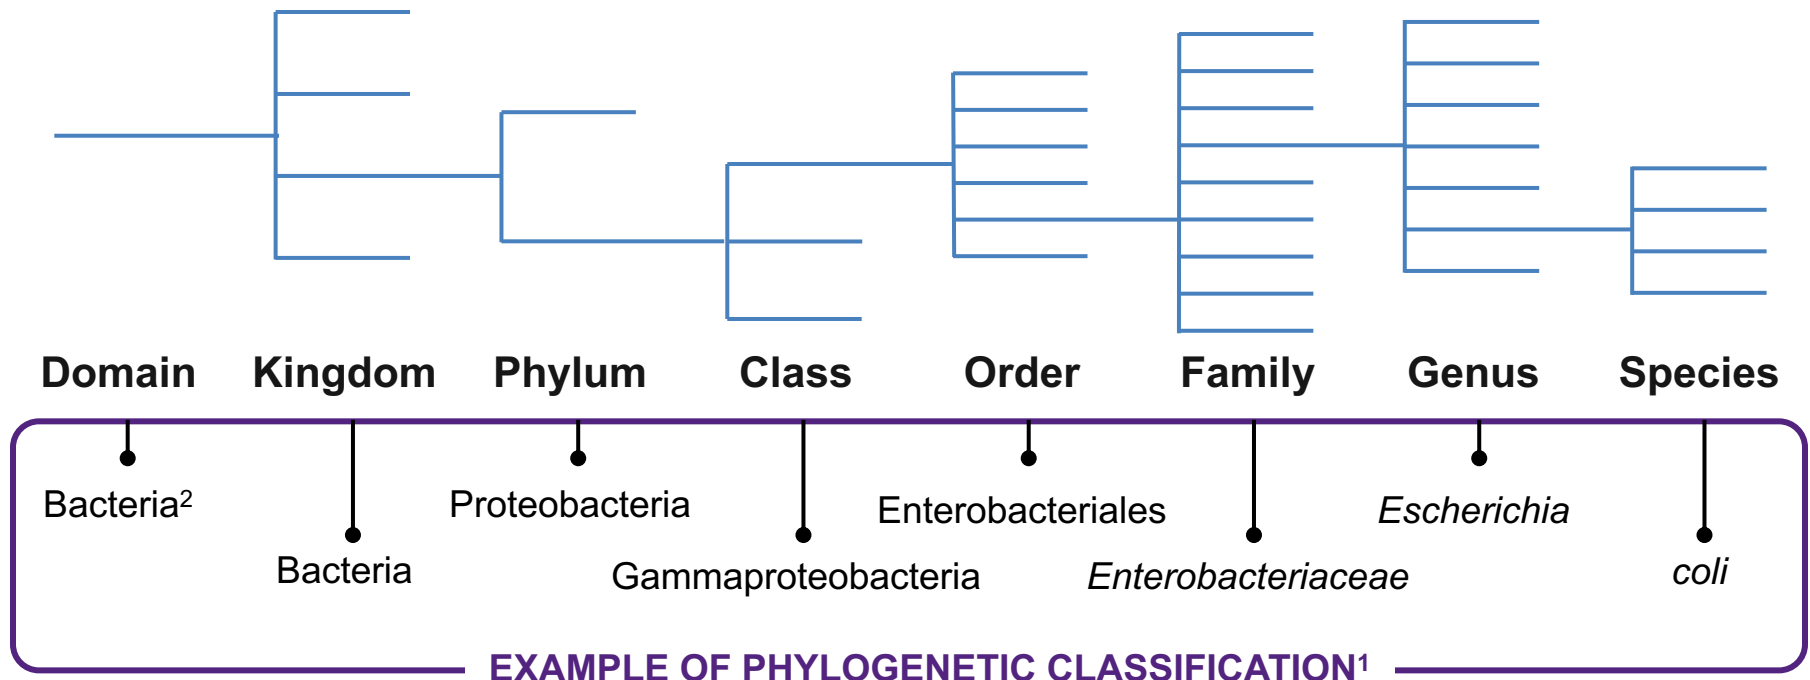 Domain Kingdom Phylum Class Order Family Genus Species
Bacteria² Proteobacteria Enterobacteriales Escherichia
Bacteria Gammaproteobacteria Enterobacteriaceae coli
EXAMPLE OF PHYLOGENETIC CLASSIFICATION¹